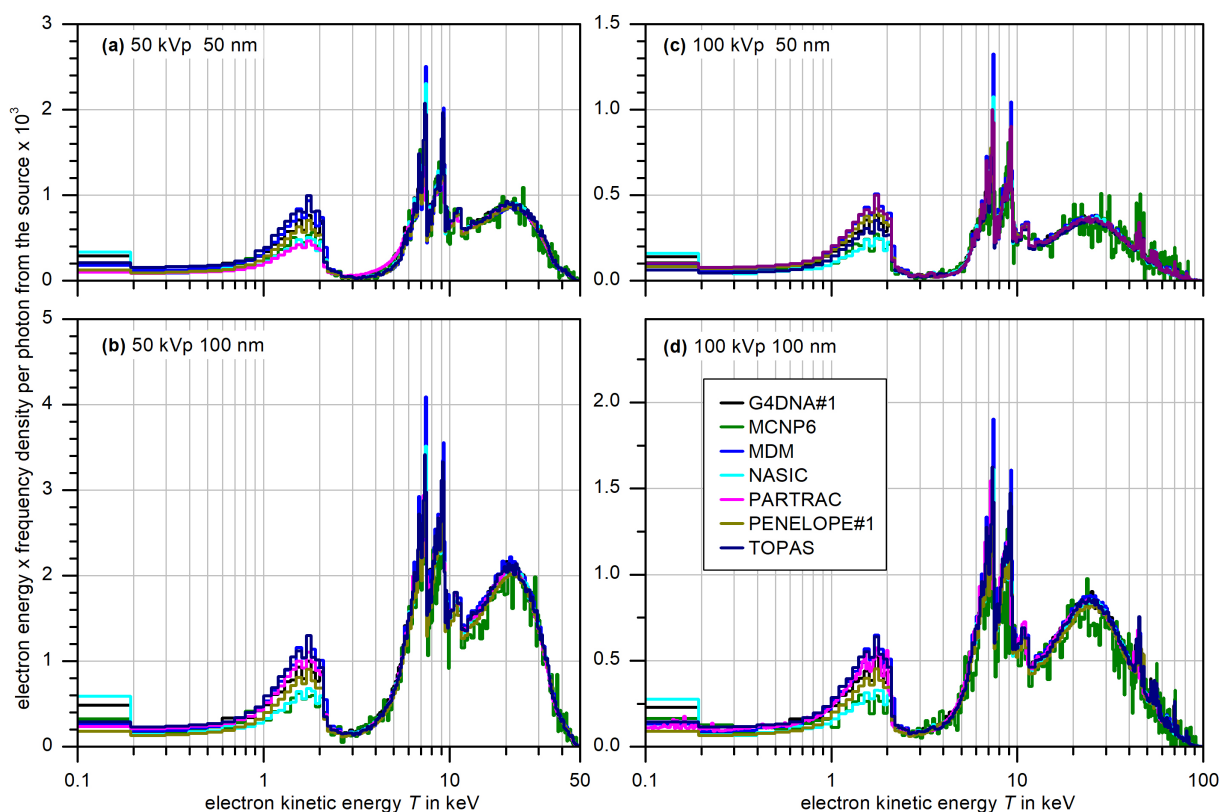 electron energy x frequency density per photon from the source x 10³
(a) 50 kVp 50 nm
3
2
1
0
(c) 100 kVp 50 nm
1.5
1.0
0.5
0.0
(b) 50 kVp 100 nm
5
4
3
2
1
0
0.1
1
10
50
electron kinetic energy T in keV
(d) 100 kVp 100 nm
2.0
1.5
1.0
0.5
0.0
G4DNA#1
MCNP6
MDM
NASIC
PARTRAC
PENELOPE#1
TOPAS
0.1
1
10
100
electron kinetic energy T in keV